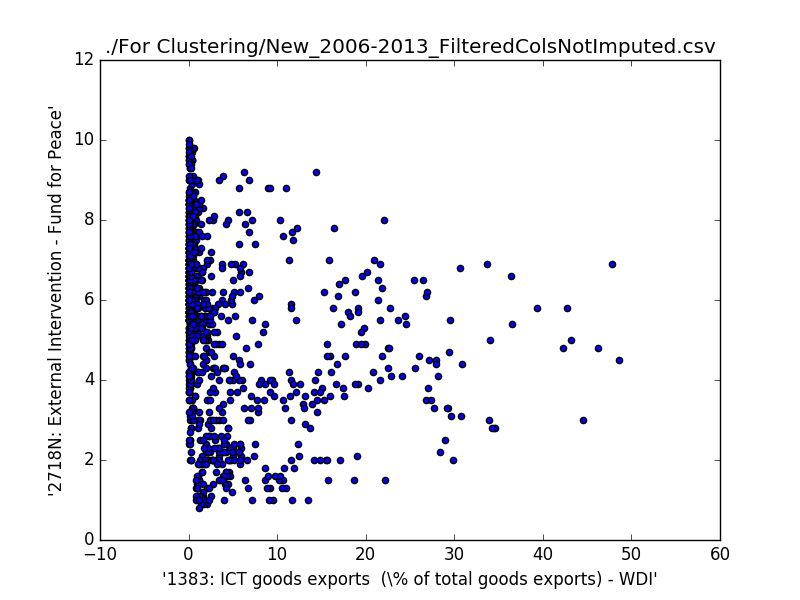 ./For Clustering/New_2006-2013_FilteredColsNotImputed.csv
12
10
8
6
4
2
0
'2718N: External Intervention - Fund for Peace'
−10 0 10 20 30 40 50 60
'1383: ICT goods exports  (\% of total goods exports) - WDI'